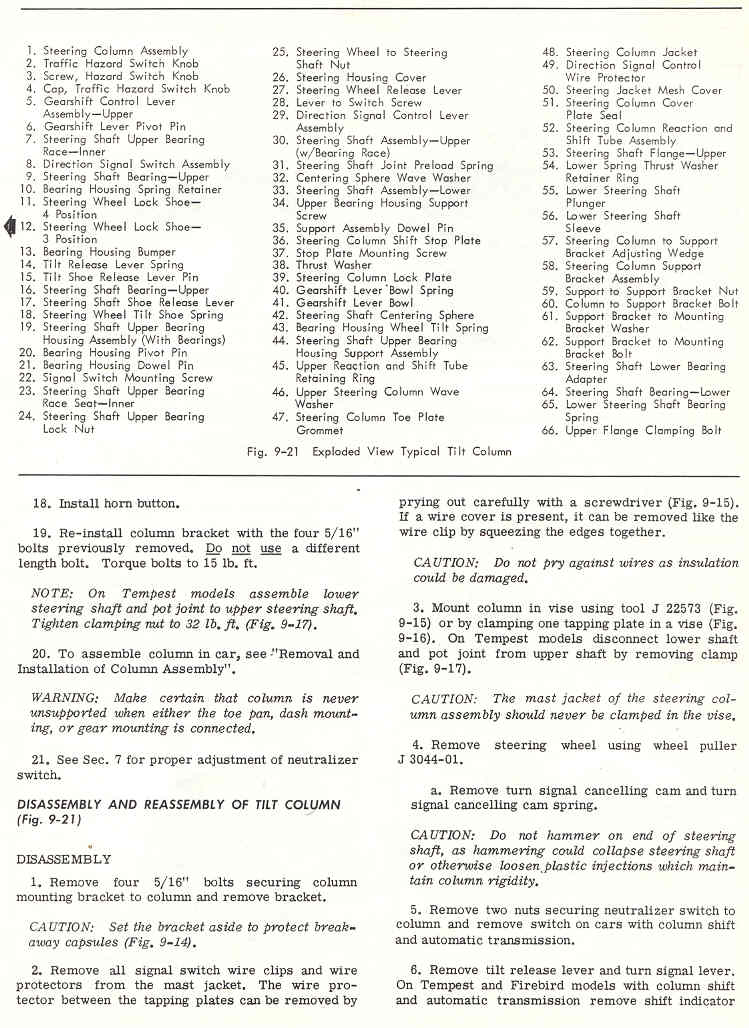 1. Steering Column Assembly
2. Traffic Hazard Switch Knob
3. Screw, Hazard Switch Knob
4. Cap, Traffic Hazard Switch Knob
5. Gearshift Control Lever
Assembly—Upper
6. Gearshift Lever Pivot Pin
7. Steering Shaft Upper Bearing
Race—Inner
8. Direction Signal Switch Assembly
9. Steering Shaft Bearing—Upper
10. Bearing Housing Spring Retainer
11. Steering Wheel Lock Shoe—
4 Position
12. Steering Wheel Lock Shoe—
3 Position
13. Bearing Housing Bumper
14. Tilt Release Lever Spring
15. Tilt Shoe Release Lever Pin
16. Steering Shaft Bearing—Upper
17. Steering Shaft Shoe Release Lever
18. Steering Wheel Tilt Shoe Spring
19. Steering Shaft Upper Bearing
Housing Assembly (With Bearings)
20. Bearing Housing Pivot Pin
21. Bearing Housing Dowel Pin
22. Signal Switch Mounting Screw
23. Steering Shaft Upper Bearing
Race Seat—Inner
24. Steering Shaft Upper Bearing
Lock Nut
25. Steering Wheel to Steering
Shaft Nut
26. Steering Housing Cover
27. Steering Wheel Release Lever
28. Lever to Switch Screw
29. Direction Signal Control Lever
Assembly
30. Steering Shaft Assembly—Upper
(w/Bearing Race)
31. Steering Shaft Joint Preload Spring
32. Centering Sphere Wave Washer
33. Steering Shaft Assembly—Lower
34. Upper Bearing Housing Support
Screw
35. Support Assembly Dowel Pin
36. Steering Column Shift Stop Plate
37. Stop Plate Mounting Screw
38. Thrust Washer
39. Steering Column Lock Plate
40. Gearshift Lever Bowl Spring
41. Gearshift Lever Bowl
42. Steering Shaft Centering Sphere
43. Bearing Housing Wheel Tilt Spring
44. Steering Shaft Upper Bearing
Housing Support Assembly
45. Upper Reaction and Shift Tube
Retaining Ring
46. Upper Steering Column Wave
Washer
47. Steering Column Toe Plate
Grommet
48. Steering Column Jacket
49. Direction Signal Control
Wire Protector
50. Steering Jacket Mesh Cover
51. Steering Column Cover
Plate Seal
52. Steering Column Reaction and
Shift Tube Assembly
53. Steering Shaft Flange—Upper
54. Lower Spring Thrust Washer
Retainer Ring
55. Lower Steering Shaft
Plunger
56. Lower Steering Shaft
Sleeve
57. Steering Column to Support
Bracket Adjusting Wedge
58. Steering Column Support
Bracket Assembly
59. Support to Support Bracket Nut
60. Column to Support Bracket Bolt
61. Support Bracket to Mounting
Bracket Washer
62. Support Bracket to Mounting
Bracket Bolt
63. Steering Shaft Lower Bearing
Adapter
64. Steering Shaft Bearing—Lower
65. Lower Steering Shaft Bearing
Spring
66. Upper Flange Clamping Bolt
Fig. 9-21 Exploded View Typical Tilt Column
18. Install horn button.
19. Re-install column bracket with the four 5/16"
bolts previously removed. Do not use a different
length bolt. Torque bolts to 15 lb. ft.
NOTE: On Tempest models assemble lower
steering shaft and pot joint to upper steering shaft.
Tighten clamping nut to 32 lb. ft. (Fig. 9-17).
20. To assemble column in car, see "Removal and
Installation of Column Assembly".
WARNING: Make certain that column is never
unsupported when either the toe pan, dash mount-
ing, or gear mounting is connected.
21. See Sec. 7 for proper adjustment of neutralizer
switch.
DISASSEMBLY AND REASSEMBLY OF TILT COLUMN
(Fig. 9-21)
DISASSEMBLY
1. Remove four 5/16" bolts securing column
mounting bracket to column and remove bracket.
CAUTION: Set the bracket aside to protect break-
away capsules (Fig. 9-14).
2. Remove all signal switch wire clips and wire
protectors from the mast jacket. The wire pro-
tector between the tapping plates can be removed by
prying out carefully with a screwdriver (Fig. 9-15).
If a wire cover is present, it can be removed like the
wire clip by squeezing the edges together.
CAUTION: Do not pry against wires as insulation
could be damaged.
3. Mount column in vise using tool J 22573 (Fig.
9-15) or by clamping one tapping plate in a vise (Fig.
9-16). On Tempest models disconnect lower shaft
and pot joint from upper shaft by removing clamp
(Fig. 9-17).
CAUTION: The mast jacket of the steering col-
umn assembly should never be clamped in the vise.
4. Remove steering wheel using wheel puller
J 3044-01.
a. Remove turn signal cancelling cam and turn
signal cancelling cam spring.
CAUTION: Do not hammer on end of steering
shaft, as hammering could collapse steering shaft
or otherwise loosen plastic injections which main-
tain column rigidity.
5. Remove two nuts securing neutralizer switch to
column and remove switch on cars with column shift
and automatic transmission.
6. Remove tilt release lever and turn signal lever.
On Tempest and Firebird models with column shift
and automatic transmission remove shift indicator